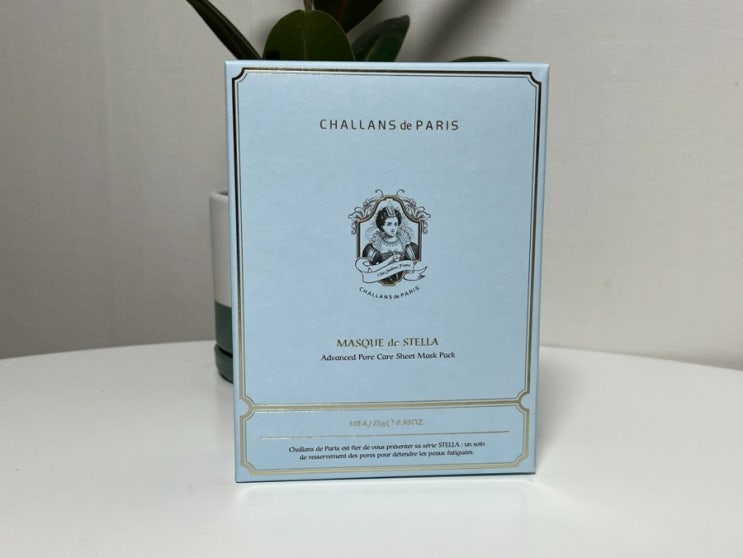 CHALLANS de PARIS
CHALLANS de PARIS
MASQUE de STELLA
Advanced Pore Care Sheet Mask Pack
10EA/25g℮ 0.88OZ.
Challans de Paris est fier de vous présenter sa série STELLA : un soin
de resserrement des pores pour détendre les peaux fatiguées.